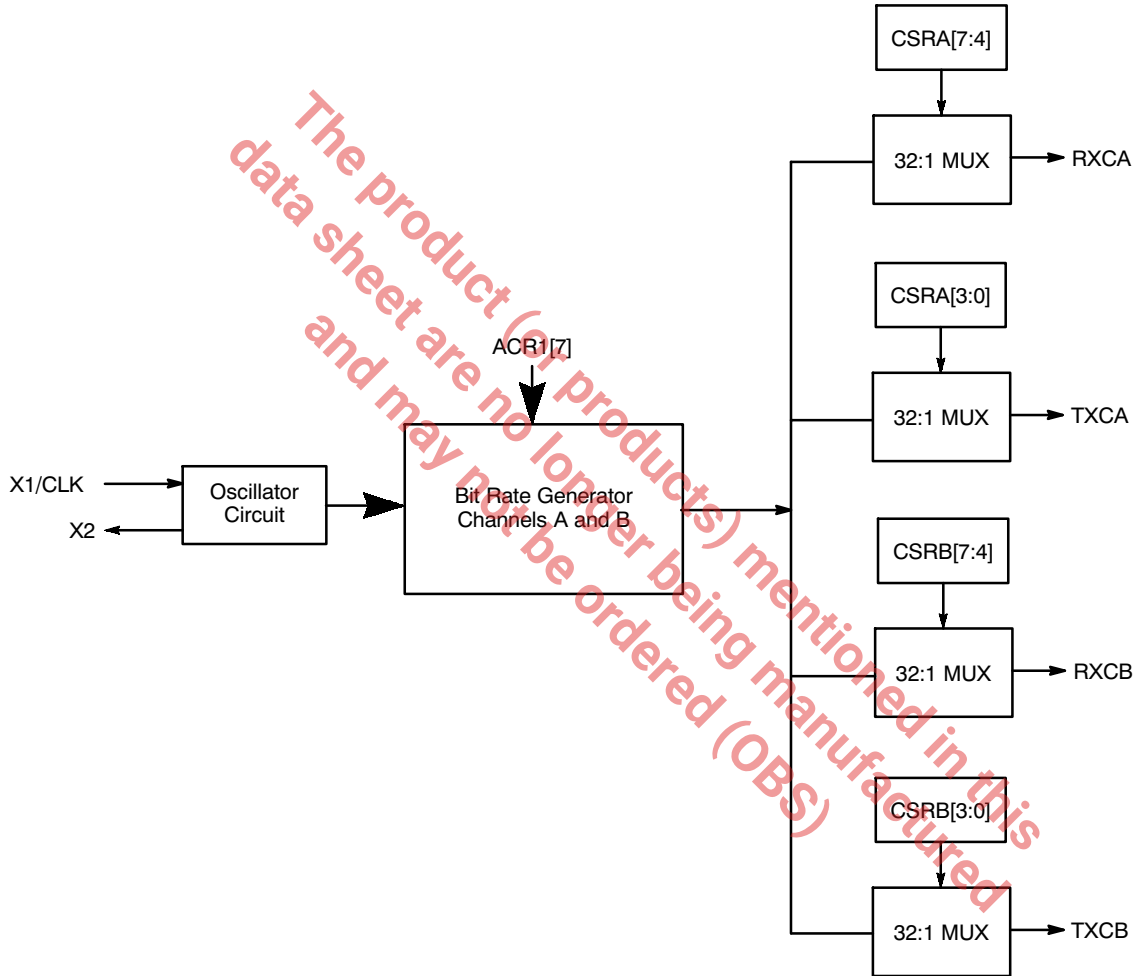 CSRA[7:4]
32:1 MUX
RXCA
CSRA[3:0]
ACR1[7]
32:1 MUX
TXCA
X1/CLK
X2
Oscillator
Circuit
Bit Rate Generator
Channels A and B
CSRB[7:4]
32:1 MUX
RXCB
CSRB[3:0]
32:1 MUX
TXCB
The product (or products) mentioned in this
data sheet are no longer being manufactured
and may not be ordered (OBS)